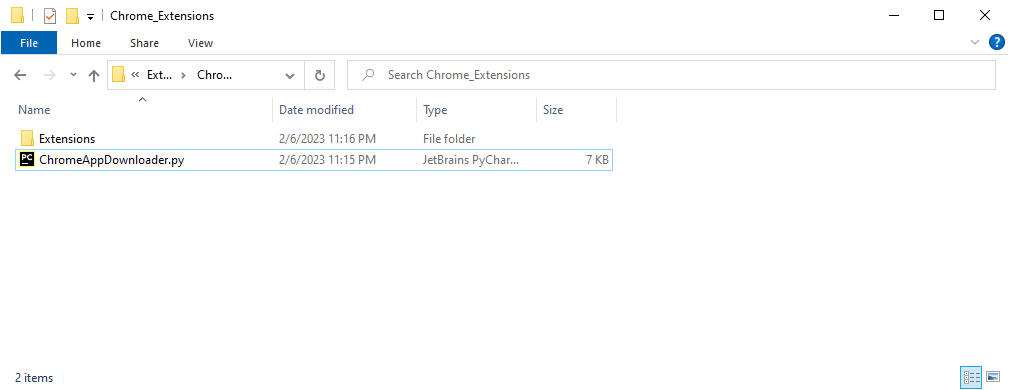 Chrome_Extensions
File Home Share View
« Ext... › Chro... Search Chrome_Extensions
Name Date modified Type Size
Extensions 2/6/2023 11:16 PM File folder
PC ChromeAppDownloader.py 2/6/2023 11:15 PM JetBrains PyChar... 7 KB
2 items